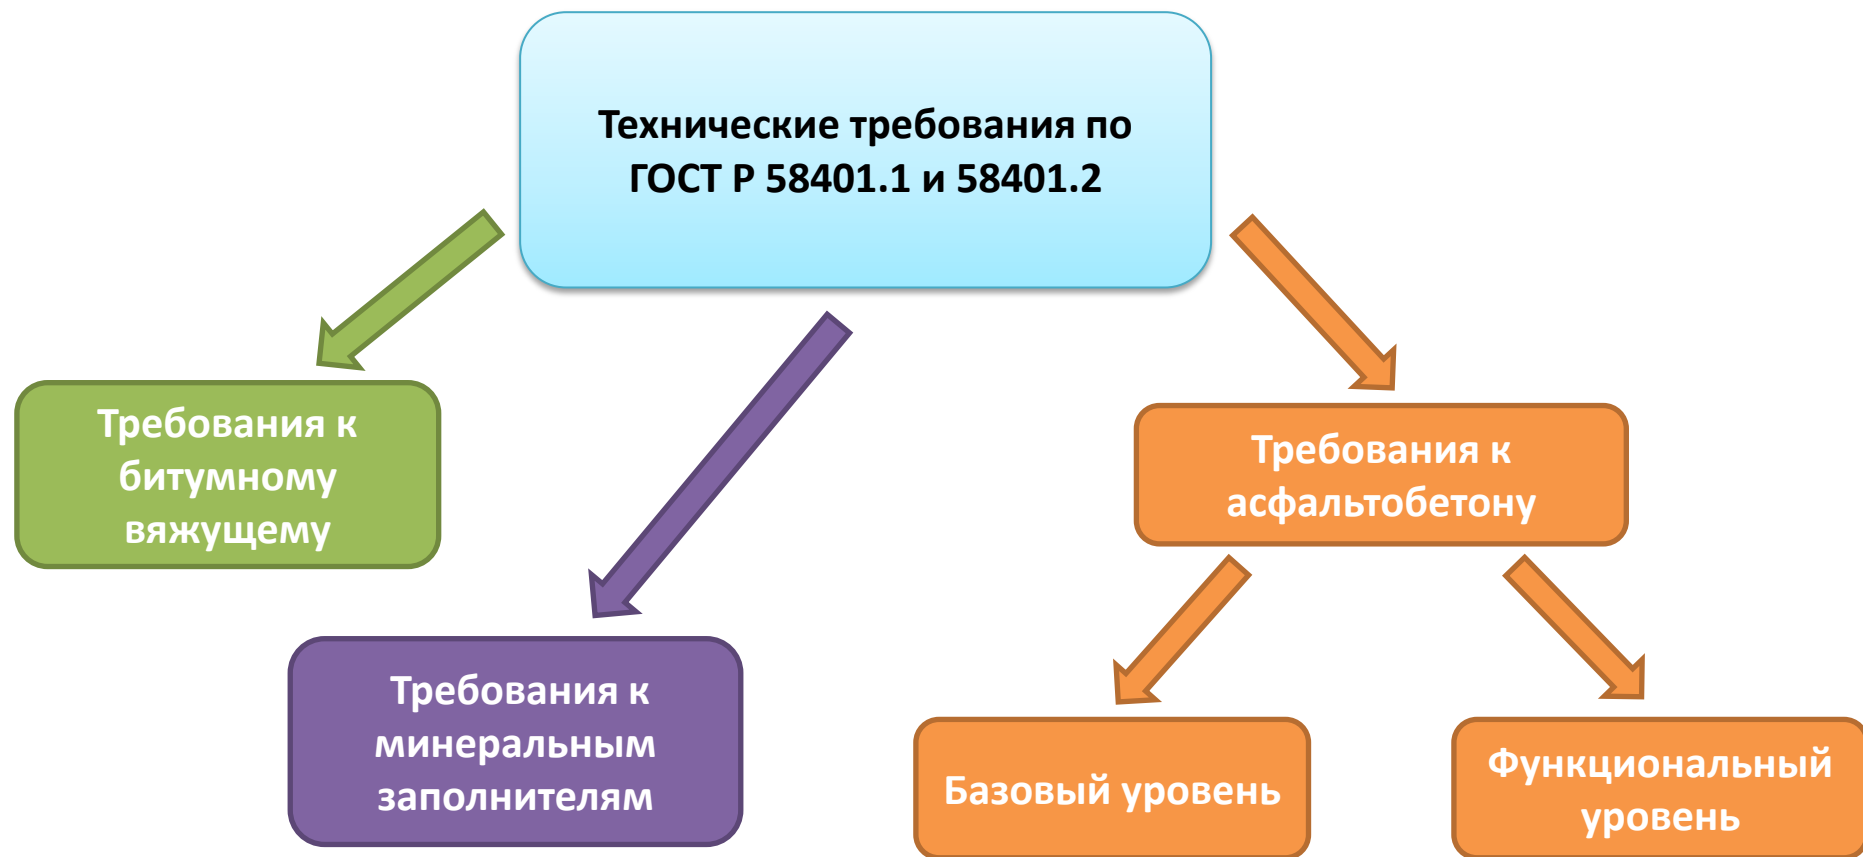 Технические требования по
ГОСТ Р 58401.1 и 58401.2
Требования к
битумному
вяжущему
Требования к
минеральным
заполнителям
Требования к
асфальтобетону
Базовый уровень
Функциональный
уровень